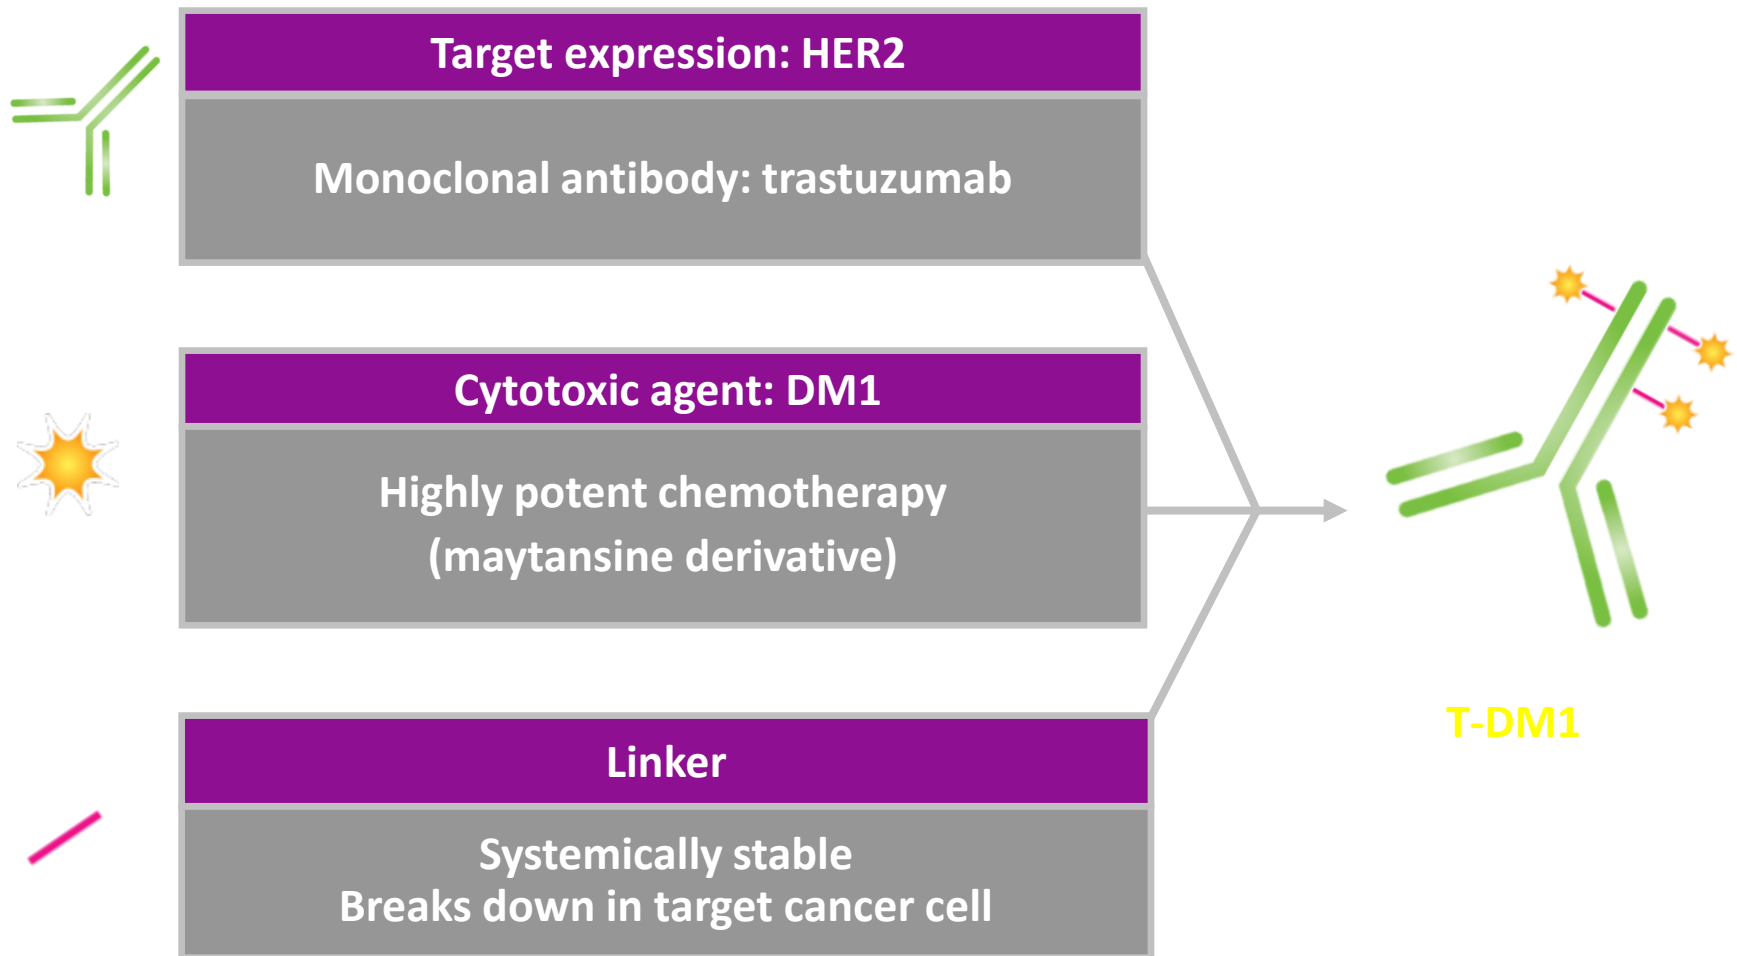 Target expression: HER2
Monoclonal antibody: trastuzumab
Cytotoxic agent: DM1
Highly potent chemotherapy
(maytansine derivative)
Linker
Systemically stable
Breaks down in target cancer cell
T-DM1